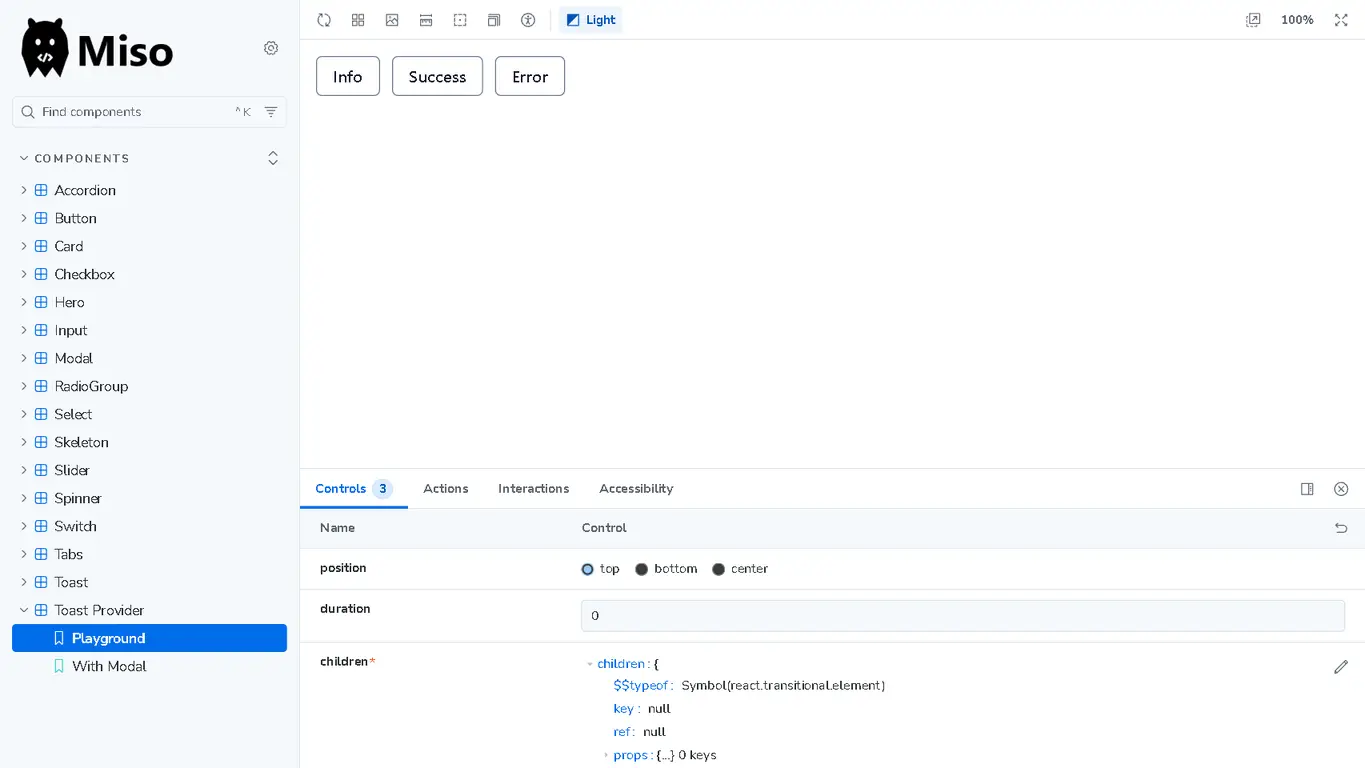 Miso
Find components ^ K
COMPONENTS
Accordion
Button
Card
Checkbox
Hero
Input
Modal
RadioGroup
Select
Skeleton
Slider
Spinner
Switch
Tabs
Toast
Toast Provider
Playground
With Modal
Light 100%
Info Success Error
Controls 3 Actions Interactions Accessibility
Name Control
position top bottom center
duration 0
children* children : {
$$typeof : Symbol(react.transitional.element)
key : null
ref : null
props : {...} 0 keys